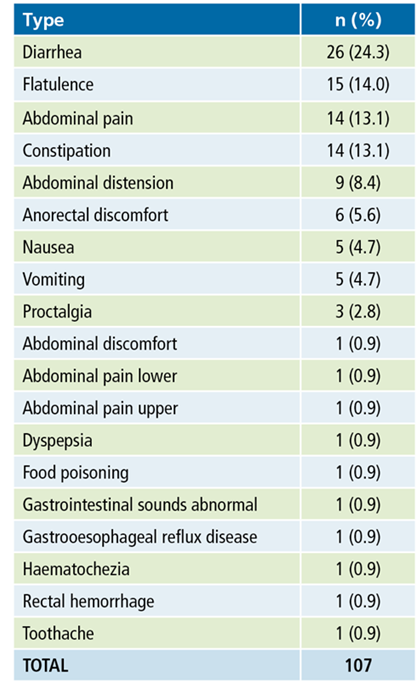 Type n (%)
Diarrhea 26 (24.3)
Flatulence 15 (14.0)
Abdominal pain 14 (13.1)
Constipation 14 (13.1)
Abdominal distension 9 (8.4)
Anorectal discomfort 6 (5.6)
Nausea 5 (4.7)
Vomiting 5 (4.7)
Proctalgia 3 (2.8)
Abdominal discomfort 1 (0.9)
Abdominal pain lower 1 (0.9)
Abdominal pain upper 1 (0.9)
Dyspepsia 1 (0.9)
Food poisoning 1 (0.9)
Gastrointestinal sounds abnormal 1 (0.9)
Gastrooesophageal reflux disease 1 (0.9)
Haematochezia 1 (0.9)
Rectal hemorrhage 1 (0.9)
Toothache 1 (0.9)
TOTAL 107